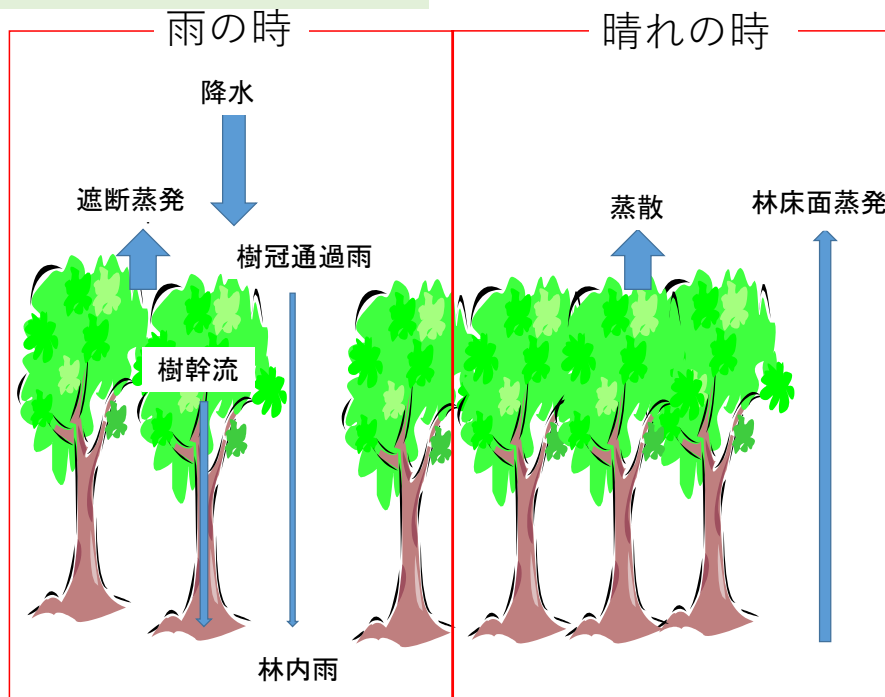 雨の時
晴れの時
降水
遮断蒸発
樹冠通過雨
樹幹流
林内雨
蒸散
林床面蒸発